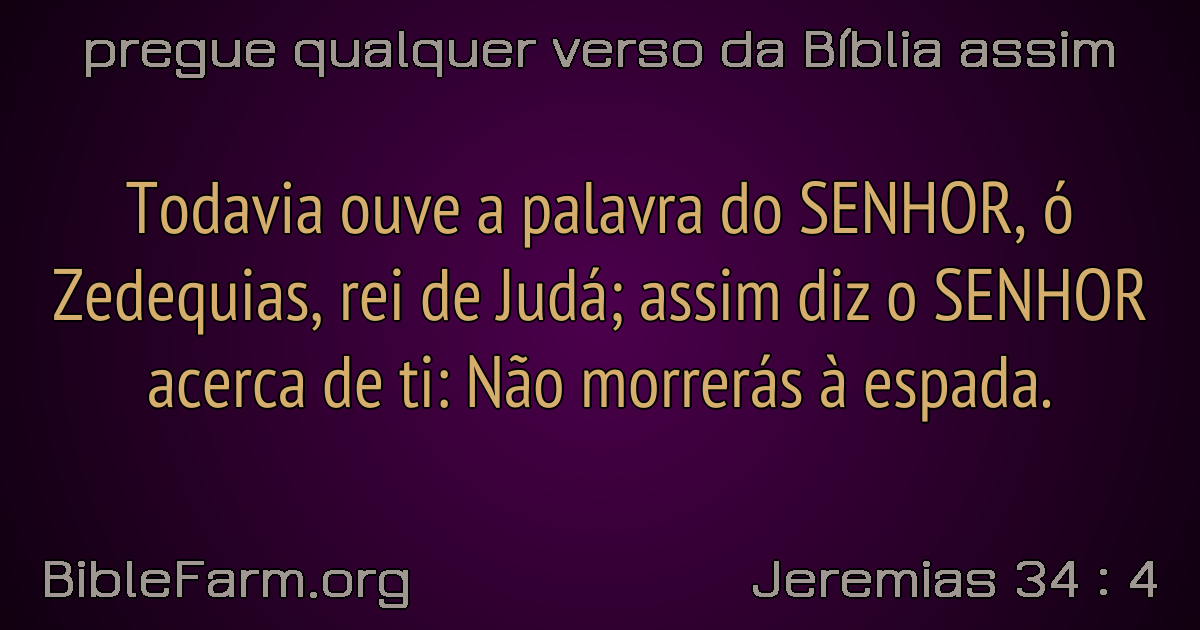 pregue qualquer verso da Bíblia assim
Todavia ouve a palavra do SENHOR, ó
Zedequias, rei de Judá; assim diz o SENHOR
acerca de ti: Não morrerás à espada.
BibleFarm.org
Jeremias 34 : 4